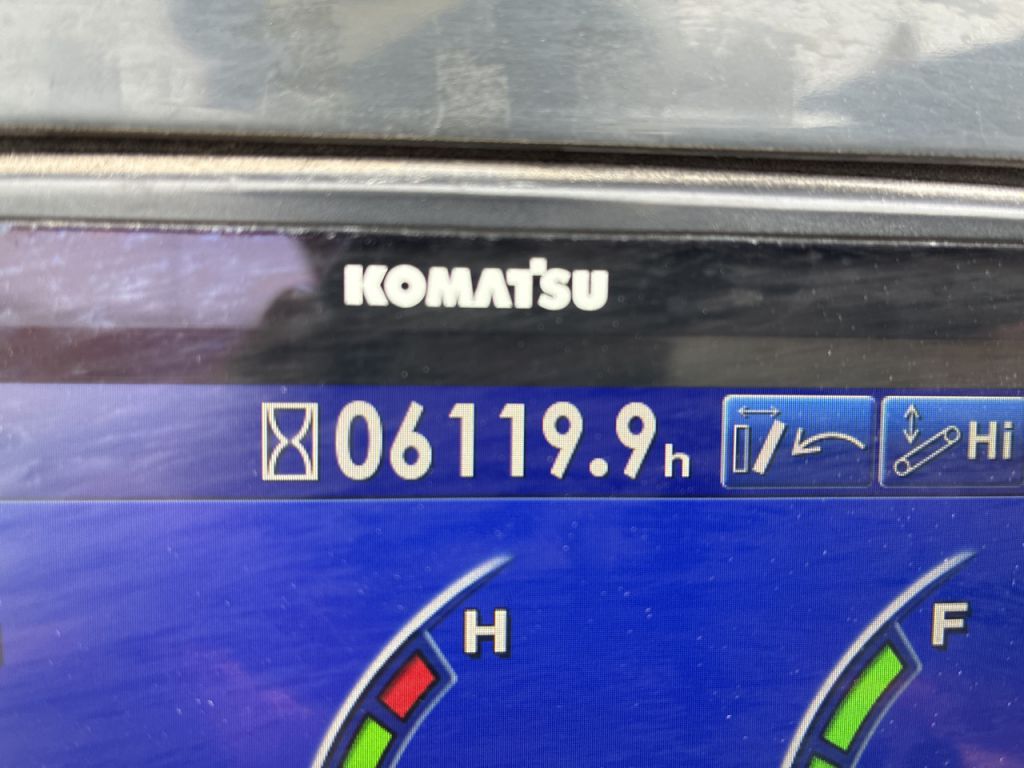 KOMATSU
06119.9h
Hi
H
F